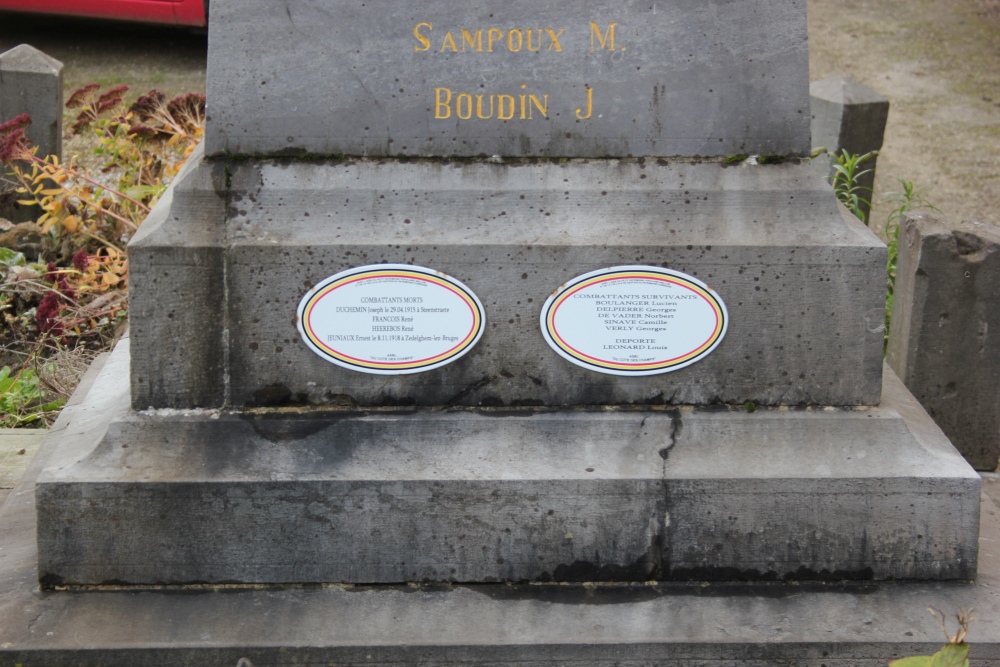 SAMPOUX M.
BOUDIN J.
COMBATTANTS MORTS
DUCHEMIN Joseph le 29.04.1915 à Steenstrate
FRANCOIS René
HEEREBOS René
JEUNIAUX Ernest le 8.11.1918 à Zedelghem-lez-Bruges
COMBATTANTS SURVIVANTS
BOULANGER Lucien
DELPIERRE Georges
DE VADER Norbert
SINAVE Camille
VERLY Georges
DEPORTE
LEONARD Louis